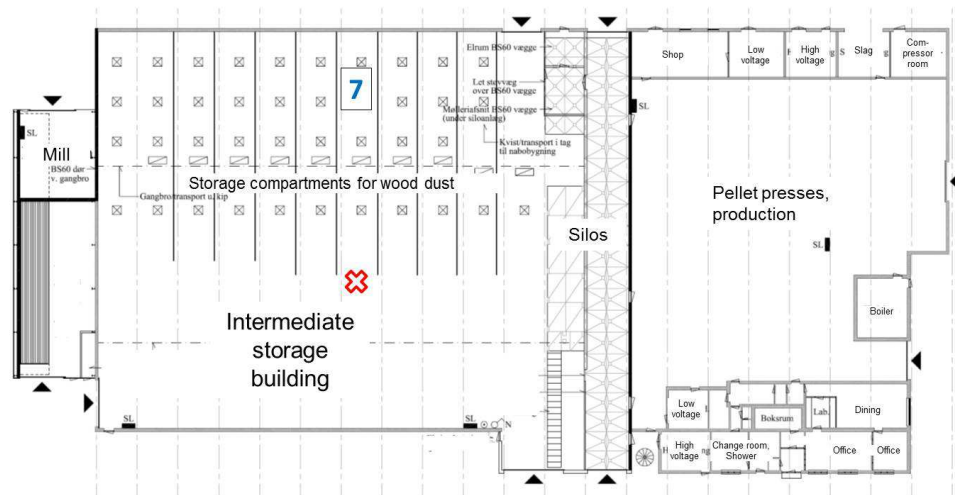 Elrum BS60 vægge
Shop
Low
voltage
High
voltage
Slag
Com-
pressor
room
7
Let støvvæg
over BS60 vægge
Mølleriafsnit BS60 vægge
(under siloanlæg)
SL
SL
Kvist/transport i tag
til nabobygning
Mill
BS60 dør
v. gangbro
Storage compartments for wood dust
Gangbro/transport u. kip
Pellet presses,
production
Silos
SL
Intermediate
storage
building
Boiler
Low
voltage
Boksrum
Lab.
Dining
SL
SL
N
High
voltage
Change room,
Shower
Office
Office